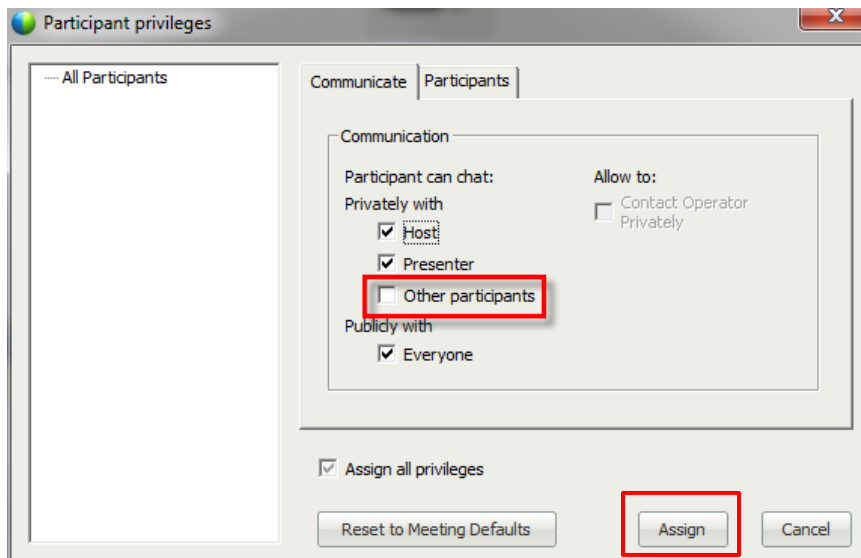 Participant privileges
X
All Participants
Communicate
Participants
Communication
Participant can chat:
Allow to:
Privately with
Contact Operator
Privately
Host
Presenter
Other participants
Publicly with
Everyone
Assign all privileges
Reset to Meeting Defaults
Assign
Cancel